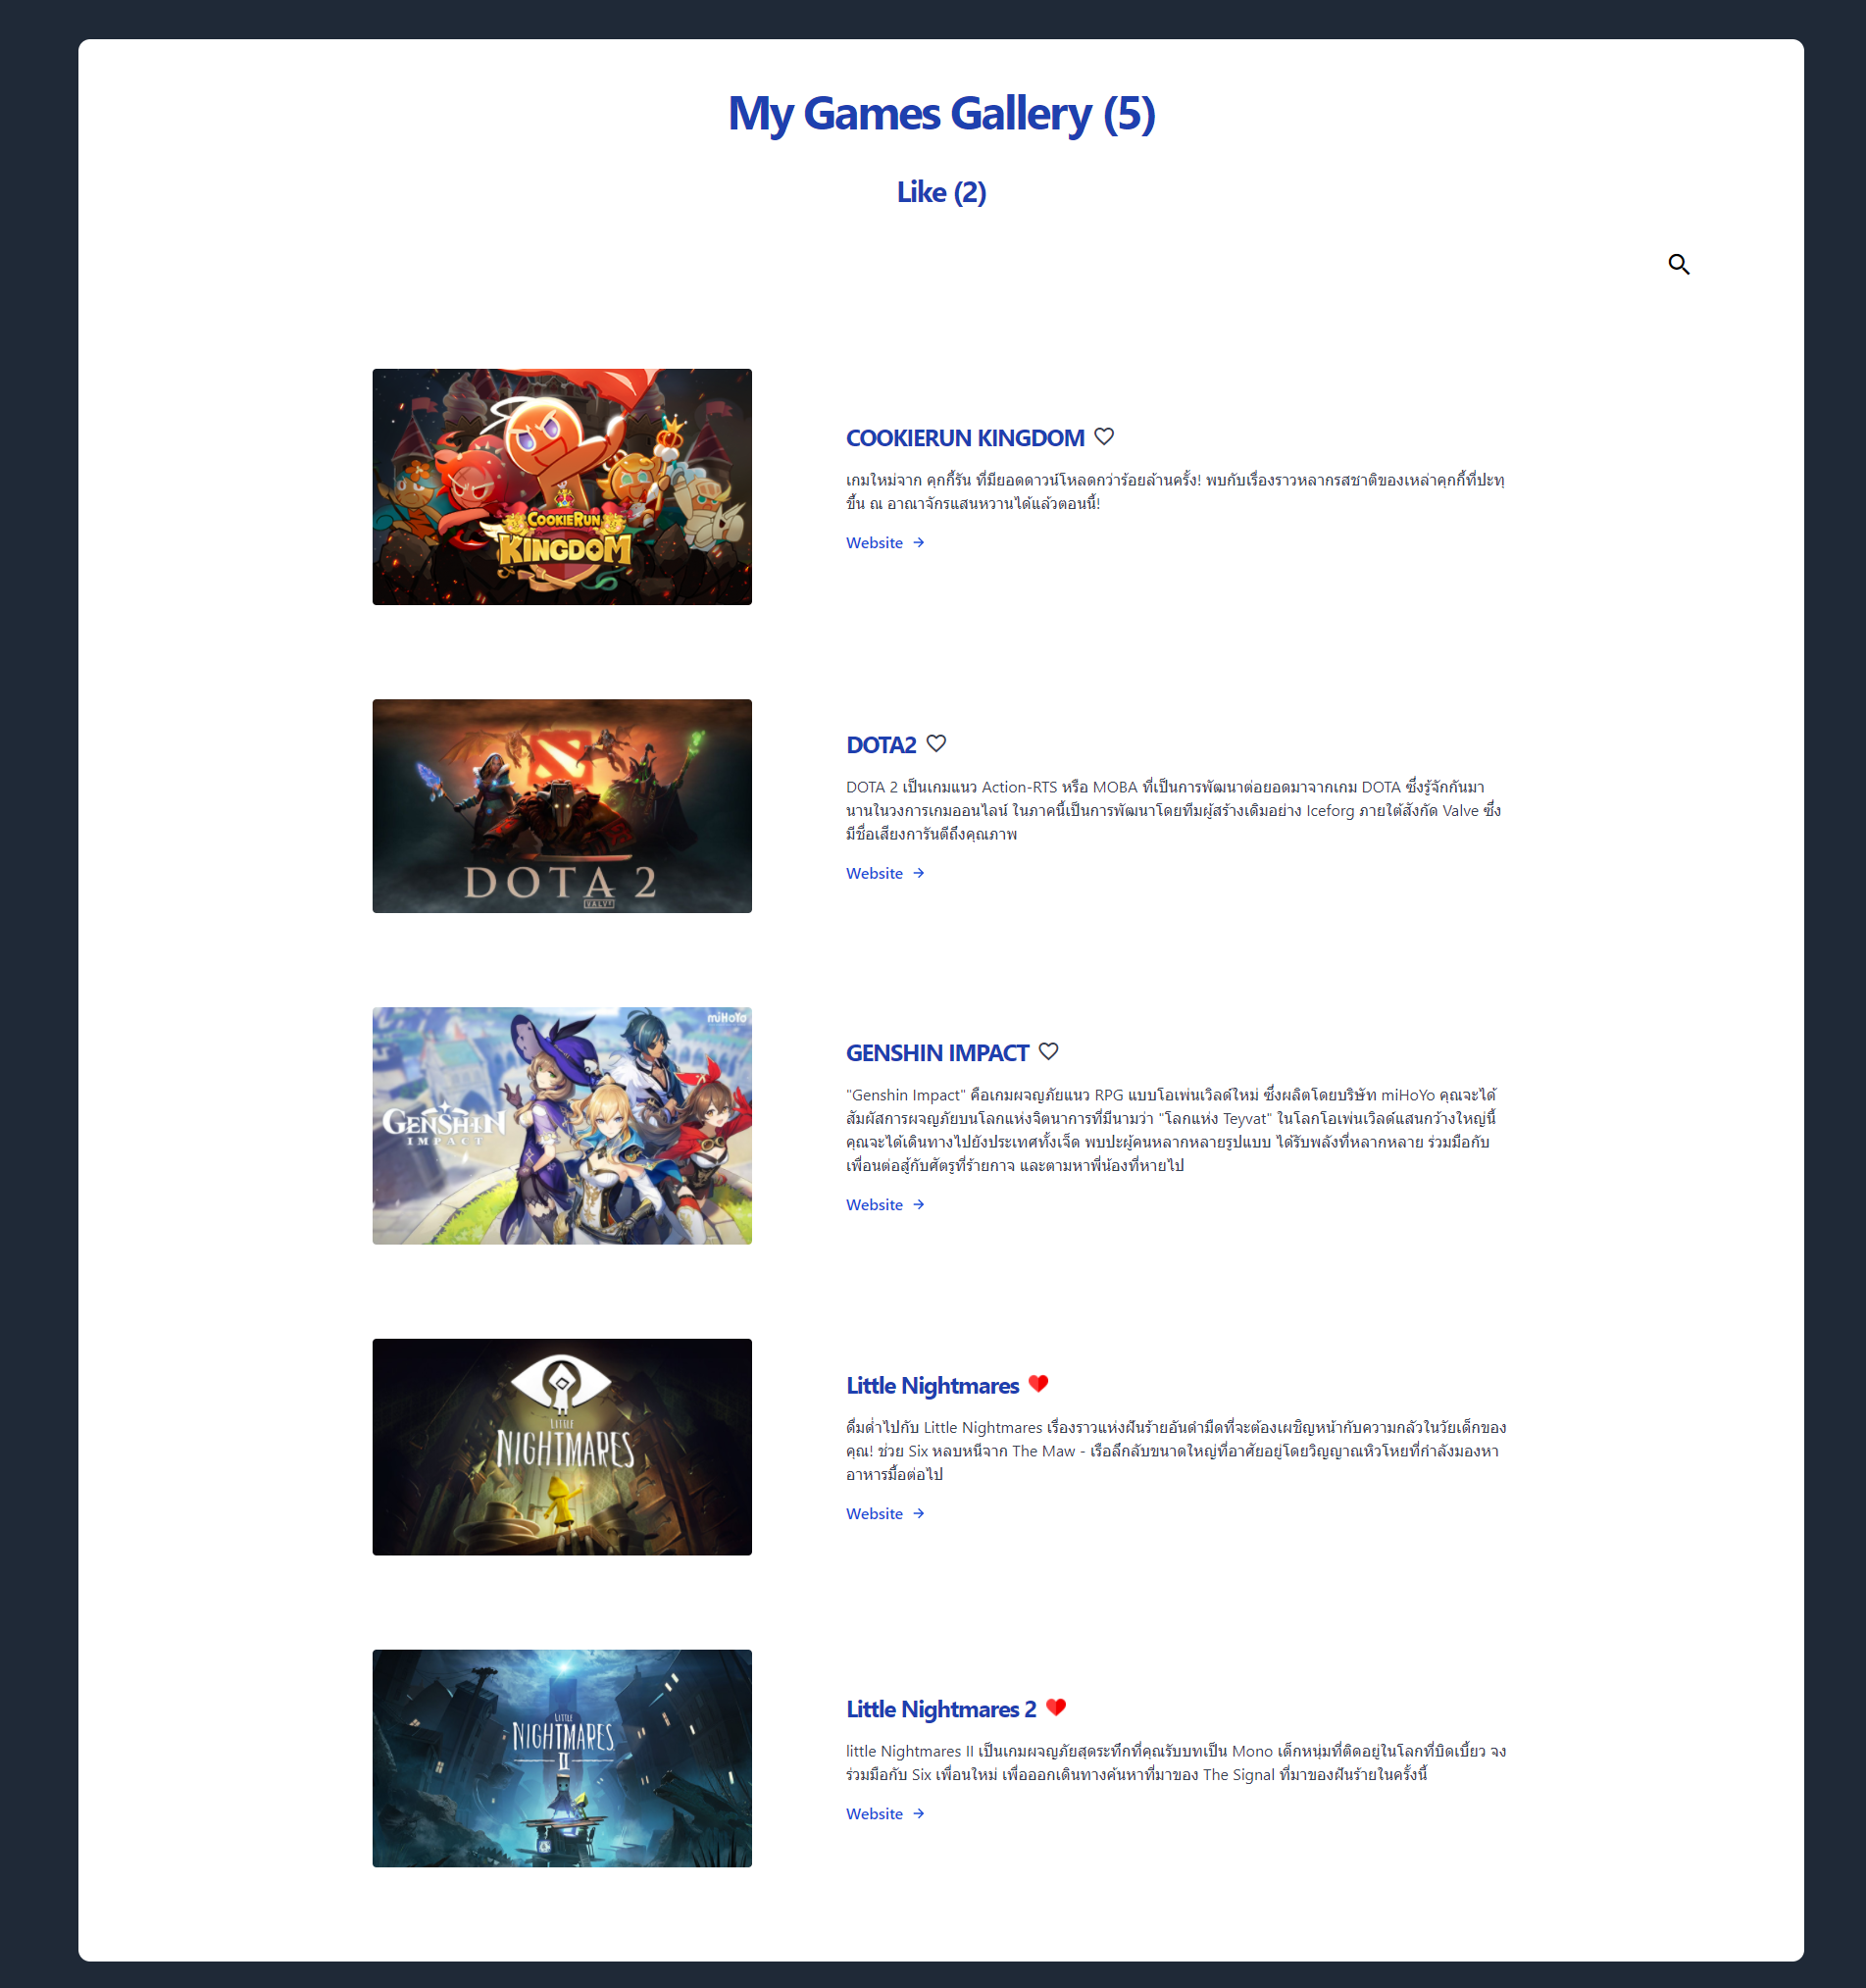 My Games Gallery (5)
Like (2)
COOKIERUN
KINGDOM
COOKIERUN KINGDOM
เกมใหม่จาก คุกกี้รัน ที่มียอดดาวน์โหลดกว่าร้อยล้านครั้ง! พบกับเรื่องราวหลากรสชาติของเหล่าคุกกี้ที่ปะทุ
ขึ้น ณ อาณาจักรแสนหวานได้แล้วตอนนี้!
Website
DOTA 2
VALVE
DOTA2
DOTA 2 เป็นเกมแนว Action-RTS หรือ MOBA ที่เป็นการพัฒนาต่อยอดมาจากเกม DOTA ซึ่งรู้จักกันมา
นานในวงการเกมออนไลน์ ในภาคนี้เป็นการพัฒนาโดยทีมผู้สร้างเดิมอย่าง Iceforg ภายใต้สังกัด Valve ซึ่ง
มีชื่อเสียงการันตีถึงคุณภาพ
Website
miHoYo
GENSHIN
IMPACT
GENSHIN IMPACT
"Genshin Impact" คือเกมผจญภัยแนว RPG แบบโอเพ่นเวิลด์ใหม่ ซึ่งผลิตโดยบริษัท miHoYo คุณจะได้
สัมผัสการผจญภัยบนโลกแห่งจิตนาการที่มีนามว่า "โลกแห่ง Teyvat" ในโลกโอเพ่นเวิลด์แสนกว้างใหญ่นี้
คุณจะได้เดินทางไปยังประเทศทั้งเจ็ด พบปะผู้คนหลากหลายรูปแบบ ได้รับพลังที่หลากหลาย ร่วมมือกับ
เพื่อนต่อสู้กับศัตรูที่ร้ายกาจ และตามหาพี่น้องที่หายไป
Website
LITTLE
NIGHTMARES
Little Nightmares
ดื่มด่ำไปกับ Little Nightmares เรื่องราวแห่งฝันร้ายอันดำมืดที่จะต้องเผชิญหน้ากับความกลัวในวัยเด็กของ
คุณ! ช่วย Six หลบหนีจาก The Maw - เรือลึกลับขนาดใหญ่ที่อาศัยอยู่โดยวิญญาณหิวโหยที่กำลังมองหา
อาหารมื้อต่อไป
Website
LITTLE
NIGHTMARES
II
Little Nightmares 2
little Nightmares II เป็นเกมผจญภัยสุดระทึกที่คุณรับบทเป็น Mono เด็กหนุ่มที่ติดอยู่ในโลกที่บิดเบี้ยว จง
ร่วมมือกับ Six เพื่อนใหม่ เพื่อออกเดินทางค้นหาที่มาของ The Signal ที่มาของฝันร้ายในครั้งนี้
Website